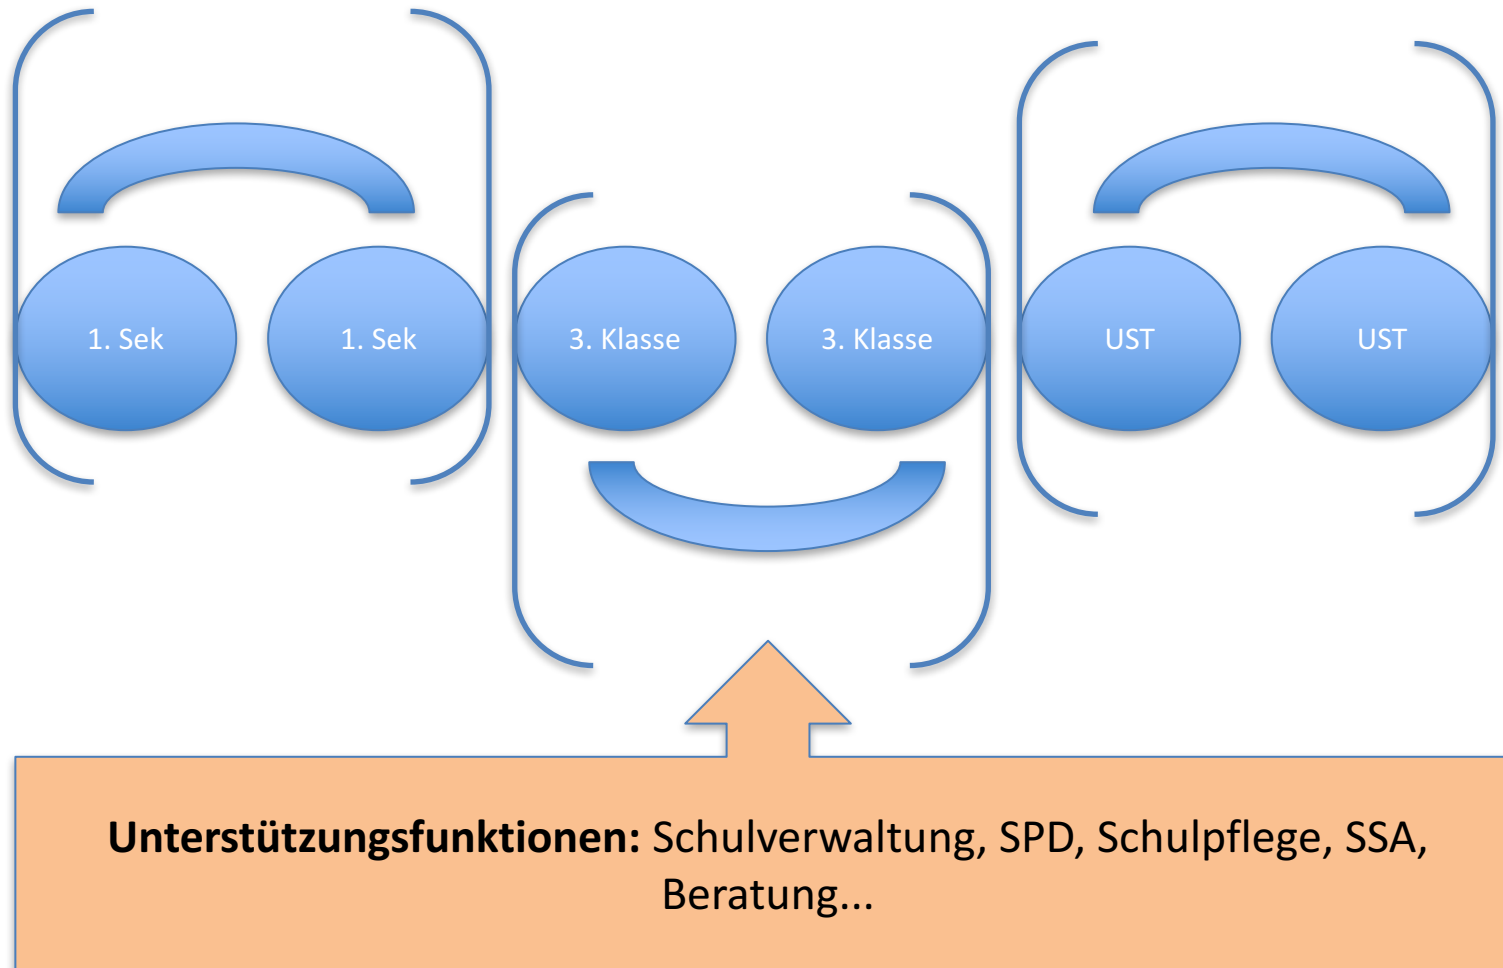 1. Sek
1. Sek
3. Klasse
3. Klasse
UST
UST
Unterstützungsfunktionen: Schulverwaltung, SPD, Schulpflege, SSA,
Beratung...